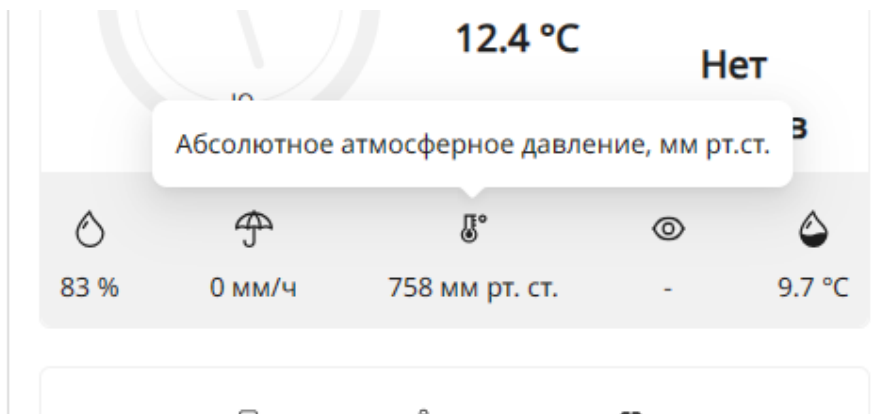 12.4 °C
Нет
Ю
в
Абсолютное атмосферное давление, мм рт.ст.
83 %
0 мм/ч
758 мм рт. ст.
-
9.7 °C